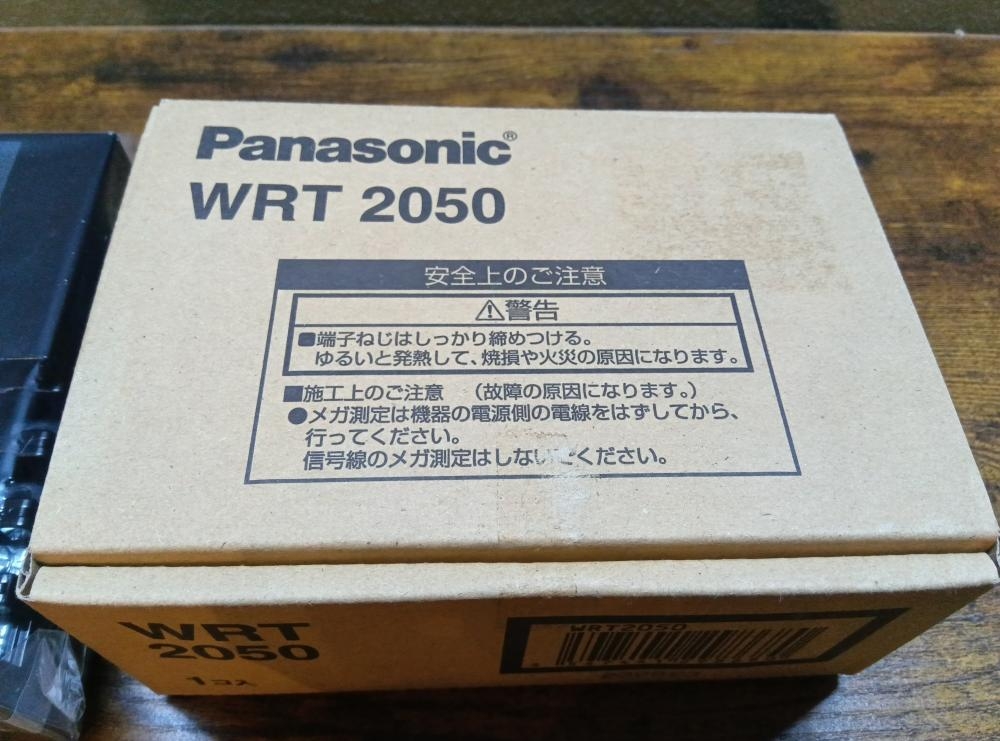 Panasonic®
WRT 2050
安全上のご注意
⚠警告
■端子ねじはしっかり締めつける。
ゆるいと発熱して、焼損や火災の原因になります。
■施工上のご注意 (故障の原因になります。)
●メガ測定は機器の電源側の電線をはずしてから、
行ってください。
信号線のメガ測定はしないでください。
WRT
2050
1コ入
WRT2050